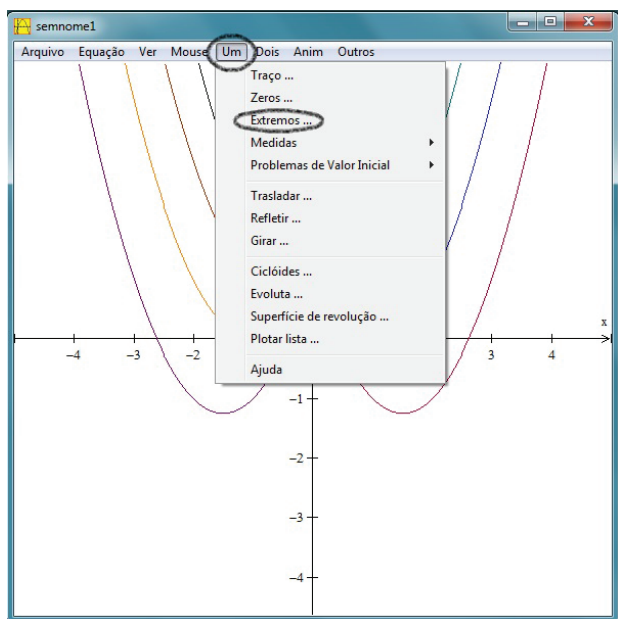 semnome1
Arquivo Equação Ver Mouse Um Dois Anim Outros
Traço ...
Zeros ...
Extremos ...
Medidas
Problemas de Valor Inicial
Trasladar ...
Refletir ...
Girar ...
Ciclóides ...
Evoluta ...
Superfície de revolução ...
Plotar lista ...
Ajuda
x
−4 −3 −2 3 4
−1
−2
−3
−4